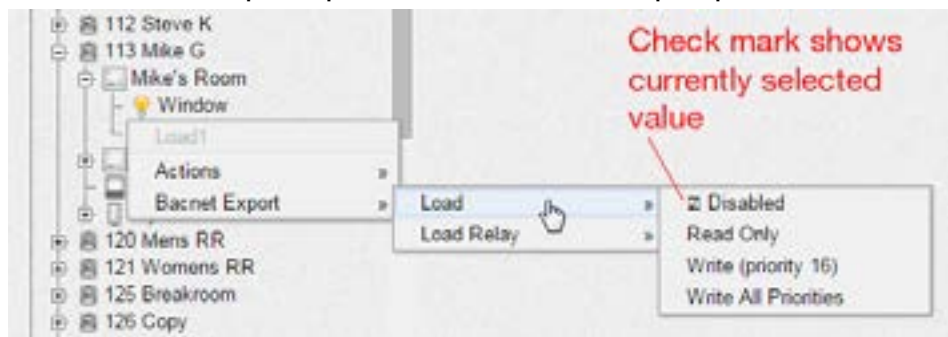 112 Steve K
113 Mike G
Mike's Room
Window
Load1
Actions »
Bacnet Export »
Load »
Load Relay »
Disabled
Read Only
Write (priority 16)
Write All Priorities
120 Mens RR
121 Womens RR
125 Breakroom
126 Copy
Check mark shows
currently selected
value